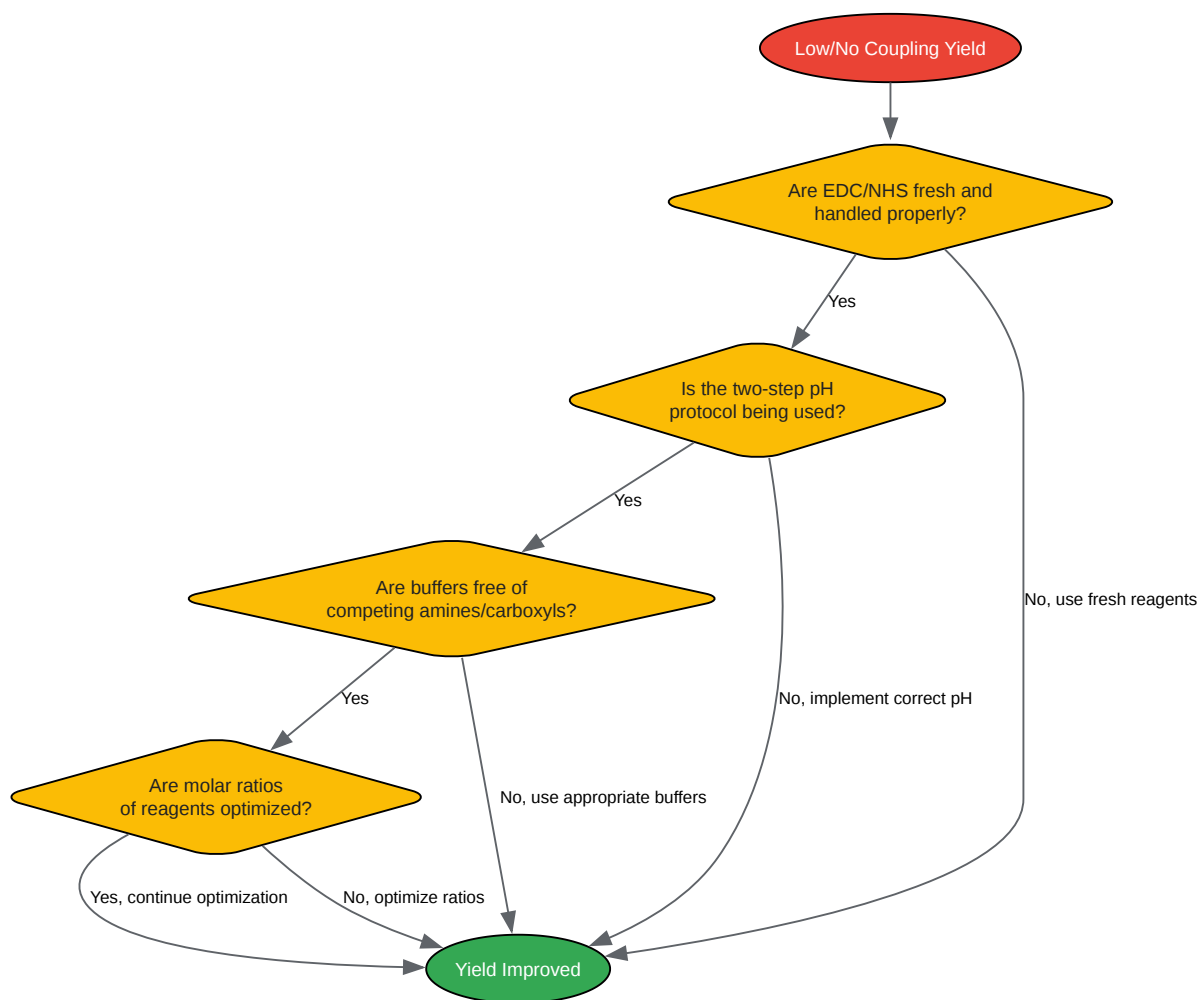 Low/No Coupling Yield
Are EDC/NHS fresh and
handled properly?
Yes
Is the two-step pH
protocol being used?
Yes
Are buffers free of
competing amines/carboxyls?
No, use fresh reagents
Yes
No, implement correct pH
Are molar ratios
of reagents optimized?
No, use appropriate buffers
Yes, continue optimization
No, optimize ratios
Yield Improved